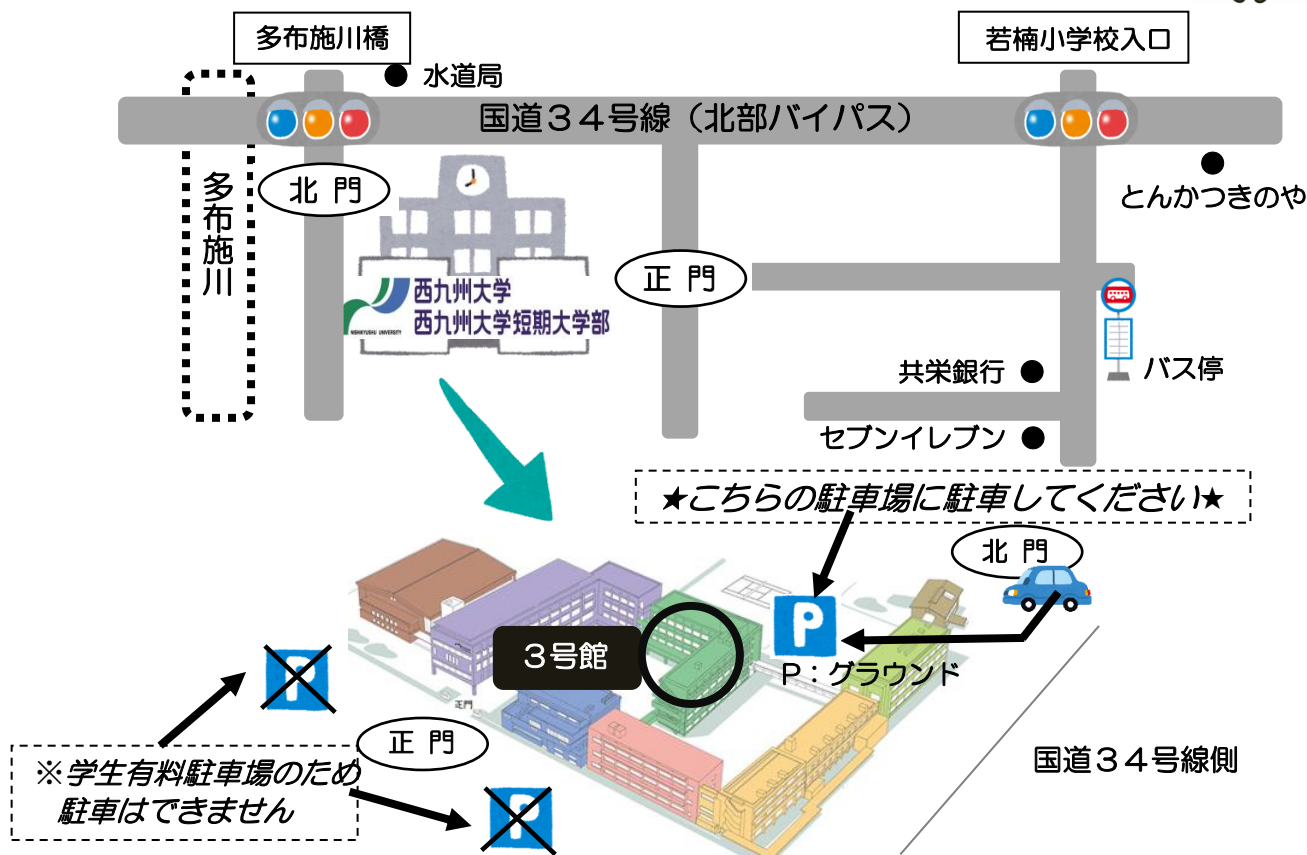 多布施川橋
若楠小学校入口
水道局
国道３４号線（北部バイパス）
多布施川
北 門
とんかつきのや
正 門
西九州大学
西九州大学短期大学部
NISHIKYUSHU UNIVERSITY
共栄銀行
バス停
セブンイレブン
★こちらの駐車場に駐車してください★
北 門
P
３号館
P：グラウンド
P
正門
正 門
国道３４号線側
※学生有料駐車場のため
駐車はできません
P